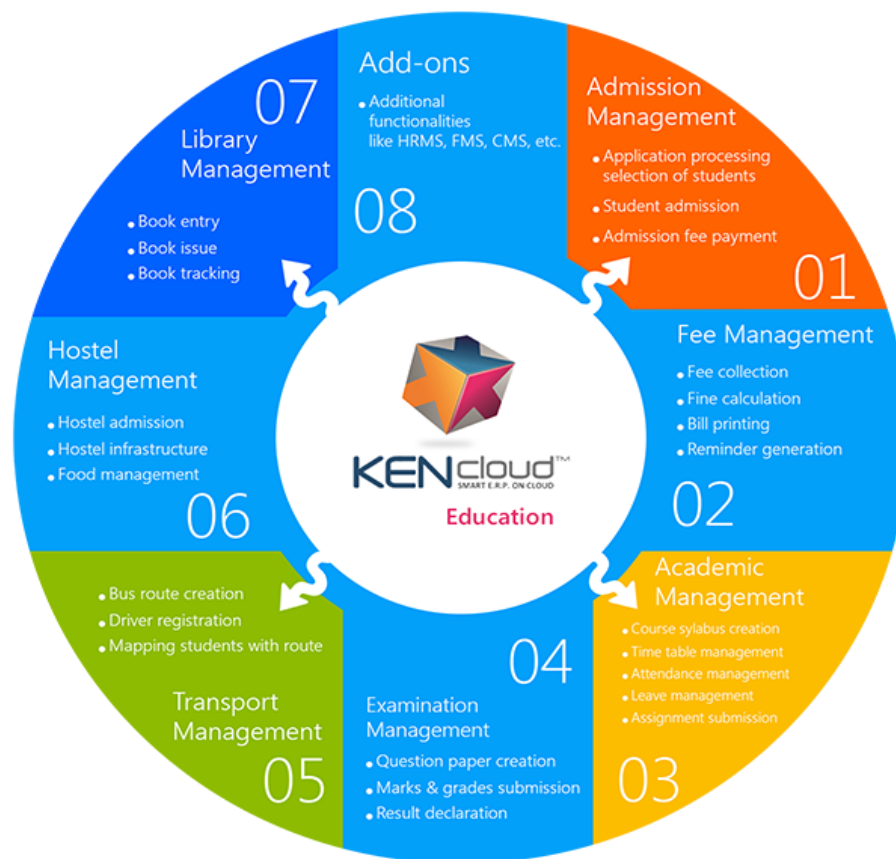 Admission
Management
• Application processing
selection of students
• Student admission
• Admission fee payment
01
Fee Management
• Fee collection
• Fine calculation
• Bill printing
• Reminder generation
02
Academic
Management
• Course sylabus creation
• Time table management
• Attendance management
• Leave management
• Assignment submission
03
04
Examination
Management
• Question paper creation
• Marks & grades submission
• Result declaration
• Bus route creation
• Driver registration
• Mapping students with route
Transport
Management
05
Hostel
Management
• Hostel admission
• Hostel infrastructure
• Food management
06
07
Library
Management
• Book entry
• Book issue
• Book tracking
Add-ons
• Additional
functionalities
like HRMS, FMS, CMS, etc.
08
KENcloud™
SMART E.R.P. ON CLOUD
Education